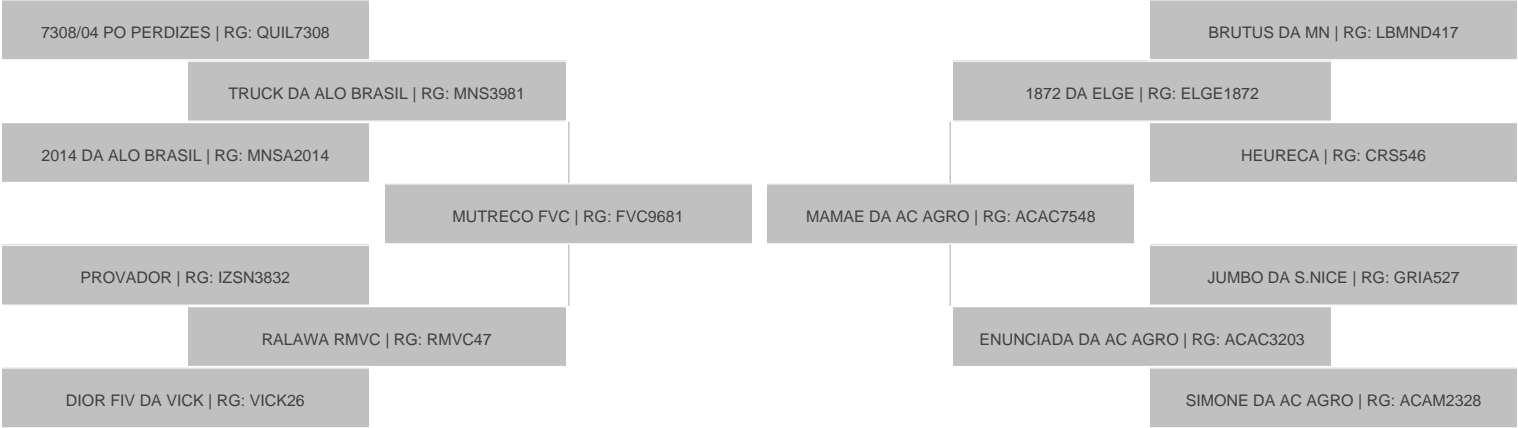 7308/04 PO PERDIZES | RG: QUIL7308
BRUTUS DA MN | RG: LBMND417
TRUCK DA ALO BRASIL | RG: MNS3981
1872 DA ELGE | RG: ELGE1872
2014 DA ALO BRASIL | RG: MNSA2014
HEURECA | RG: CRS546
MUTRECO FVC | RG: FVC9681
MAMAE DA AC AGRO | RG: ACAC7548
PROVADOR | RG: IZSN3832
JUMBO DA S.NICE | RG: GRIA527
RALAWA RMVC | RG: RMVC47
ENUNCIADA DA AC AGRO | RG: ACAC3203
DIOR FIV DA VICK | RG: VICK26
SIMONE DA AC AGRO | RG: ACAM2328